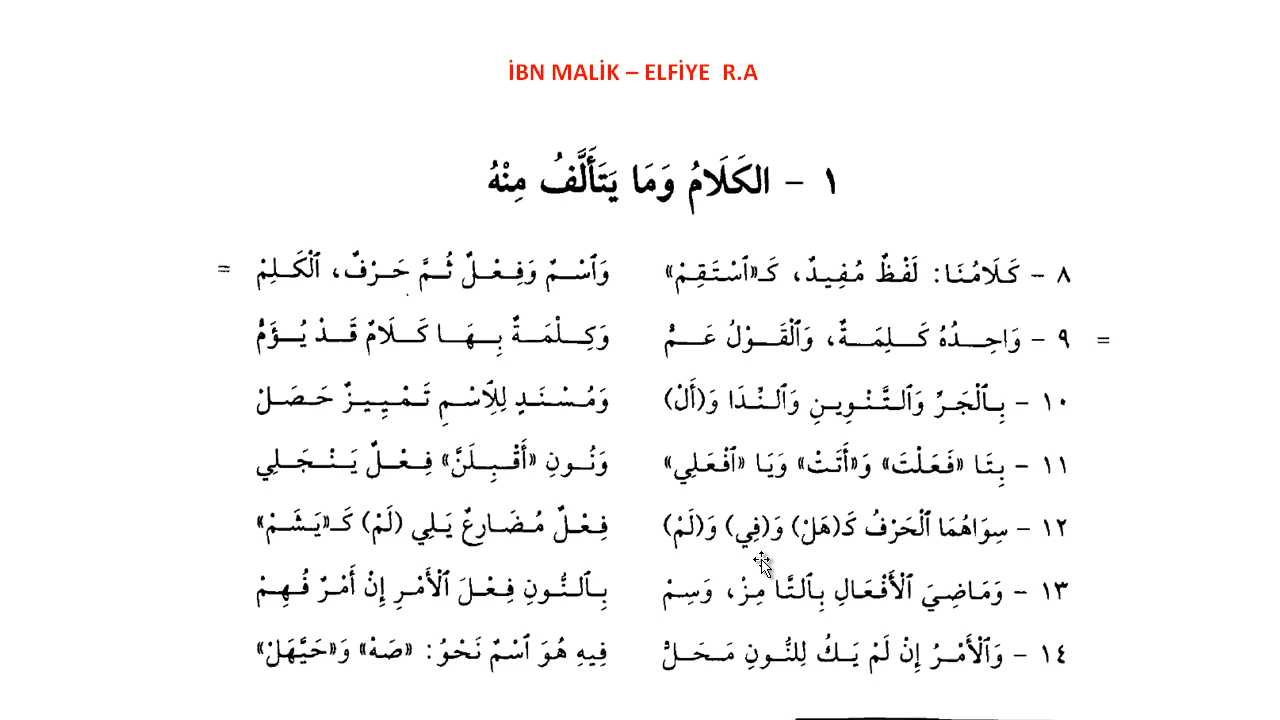 İBN MALİK – ELFİYE R.A
١ - الكَلَامُ وَمَا يَتَأَلَّفُ مِنْهُ
٨ - كَلَامُنَا: لَفْظٌ مُفِيدٌ، كَـ«ٱسْتَقِمْ» وَٱسْمٌ وَفِعْلٌ ثُمَّ حَرْفٌ، ٱلْكَلِمْ =
= ٩ - وَاحِدُهُ كَلِمَةٌ، وَٱلْقَوْلُ عَمُّ وَكِلْمَةٌ بِهَا كَلَامٌ قَدْ يُؤَمُّ
١٠ - بِٱلْجَرِّ وَٱلتَّنْوِينِ وَٱلنِّدَا وَ(أَلْ) وَمُسْنَدٍ لِلِٱسْمِ تَمْيِيزٌ حَصَلْ
١١ - بِتَا «فَعَلْتَ» وَ«أَتَتْ» وَيَا «ٱفْعَلِي» وَنُونِ «أَقْبِلَنَّ» فِعْلٌ يَنْجَلِي
١٢ - سِوَاهُمَا ٱلْحَرْفُ كَـ(هَلْ) وَ(فِي) وَ(لَمْ) فِعْلٌ مُضَارِعٌ يَلِي (لَمْ) كَـ«يَشَمْ»
١٣ - وَمَاضِيَ ٱلْأَفْعَالِ بِٱلتَّا مِزْ، وَسِمْ بِٱلنُّونِ فِعْلَ ٱلْأَمْرِ إِنْ أَمْرٌ فُهِمْ
١٤ - وَٱلْأَمْرُ إِنْ لَمْ يَكُ لِلنُّونِ مَحَلُّ فِيهِ هُوَ ٱسْمٌ نَحْوُ: «صَهْ» وَ«حَيَّهَلْ»